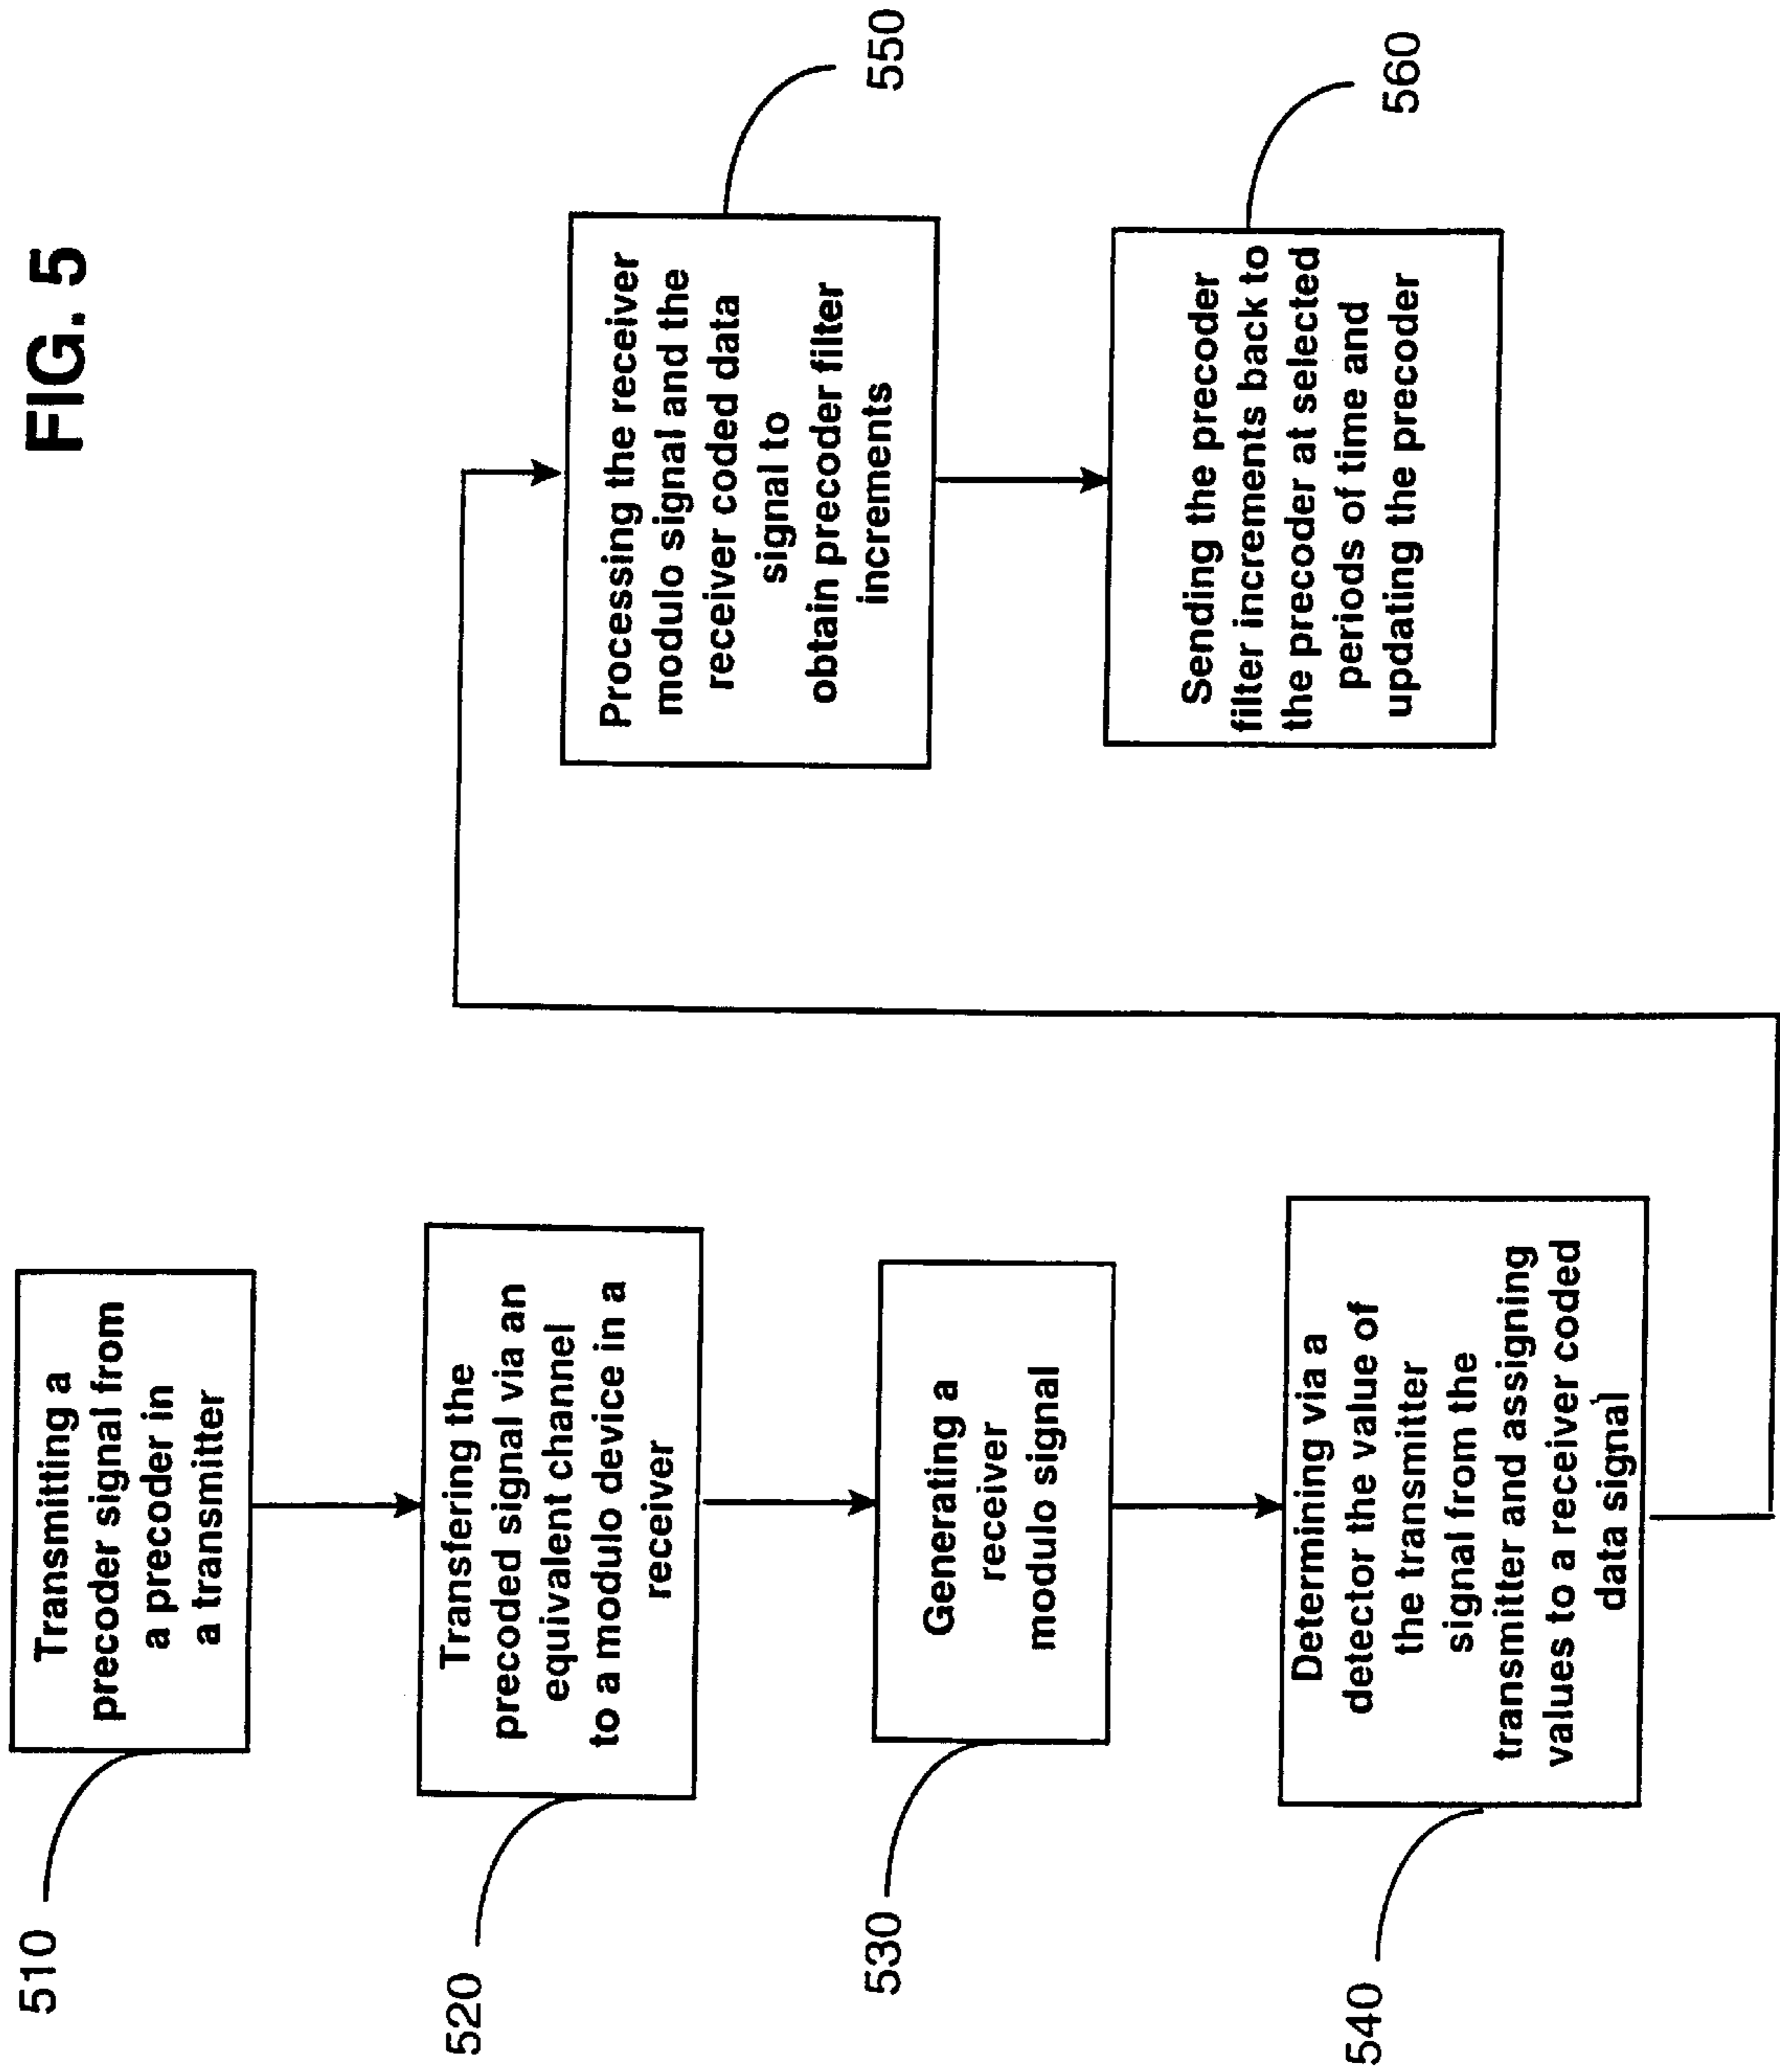 FIG. 5
510
Transmitting a
precoder signal from
a precoder in
a transmitter
520
Transfering the
precoded signal via an
equivalent channel
to a modulo device in a
receiver
530
Generating a
receiver
modulo signal
540
Determining via a
detector the value of
the transmitter
signal from the
transmitter and assigning
values to a receiver coded
data signal
550
Processing the receiver
modulo signal and the
receiver coded data
signal to
obtain precoder filter
increments
560
Sending the precoder
filter increments back to
the precoder at selected
periods of time and
updating the precoder